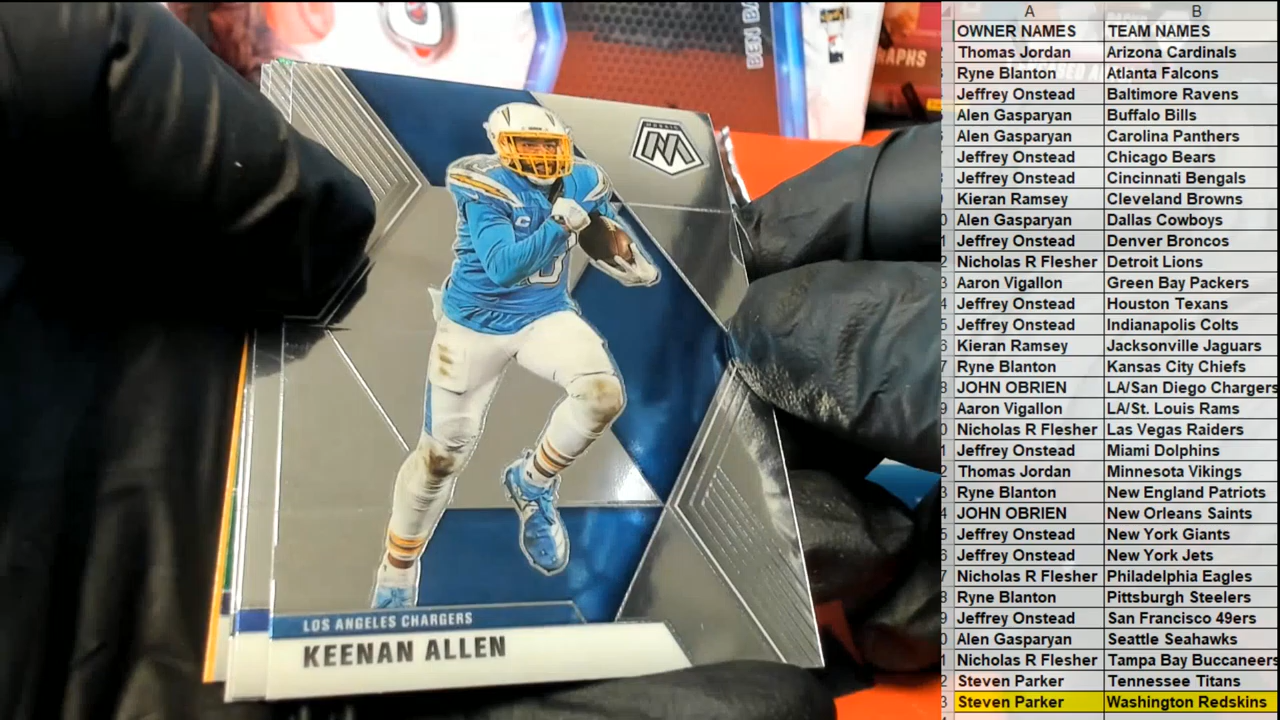 BEN BA
RAPHS
MOSAIC
LOS ANGELES CHARGERS
KEENAN ALLEN
A B
OWNER NAMES TEAM NAMES
Thomas Jordan Arizona Cardinals
Ryne Blanton Atlanta Falcons
Jeffrey Onstead Baltimore Ravens
Alen Gasparyan Buffalo Bills
Alen Gasparyan Carolina Panthers
Jeffrey Onstead Chicago Bears
Jeffrey Onstead Cincinnati Bengals
Kieran Ramsey Cleveland Browns
Alen Gasparyan Dallas Cowboys
Jeffrey Onstead Denver Broncos
Nicholas R Flesher Detroit Lions
Aaron Vigallon Green Bay Packers
Jeffrey Onstead Houston Texans
Jeffrey Onstead Indianapolis Colts
Kieran Ramsey Jacksonville Jaguars
Ryne Blanton Kansas City Chiefs
JOHN OBRIEN LA/San Diego Chargers
Aaron Vigallon LA/St. Louis Rams
Nicholas R Flesher Las Vegas Raiders
Jeffrey Onstead Miami Dolphins
Thomas Jordan Minnesota Vikings
Ryne Blanton New England Patriots
JOHN OBRIEN New Orleans Saints
Jeffrey Onstead New York Giants
Jeffrey Onstead New York Jets
Nicholas R Flesher Philadelphia Eagles
Ryne Blanton Pittsburgh Steelers
Jeffrey Onstead San Francisco 49ers
Alen Gasparyan Seattle Seahawks
Nicholas R Flesher Tampa Bay Buccaneers
Steven Parker Tennessee Titans
Steven Parker Washington Redskins